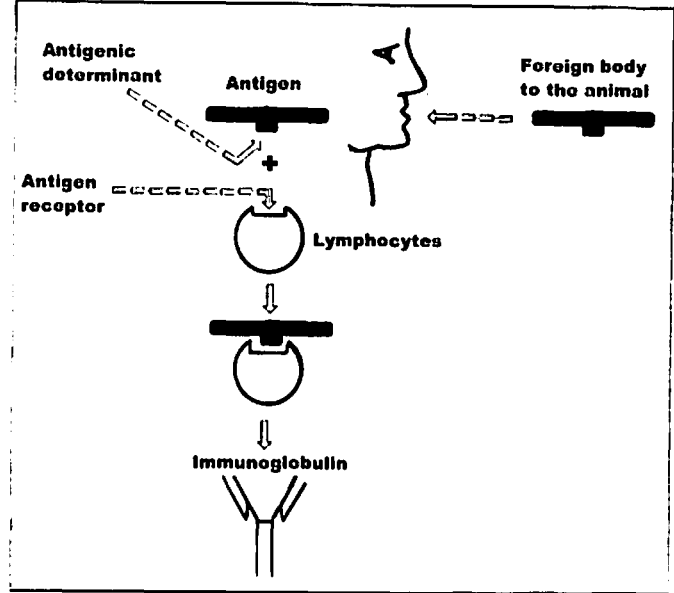 Antigenic
determinant
Antigen
Foreign body
to the animal
+
Antigen
receptor
Lymphocytes
Immunoglobulin